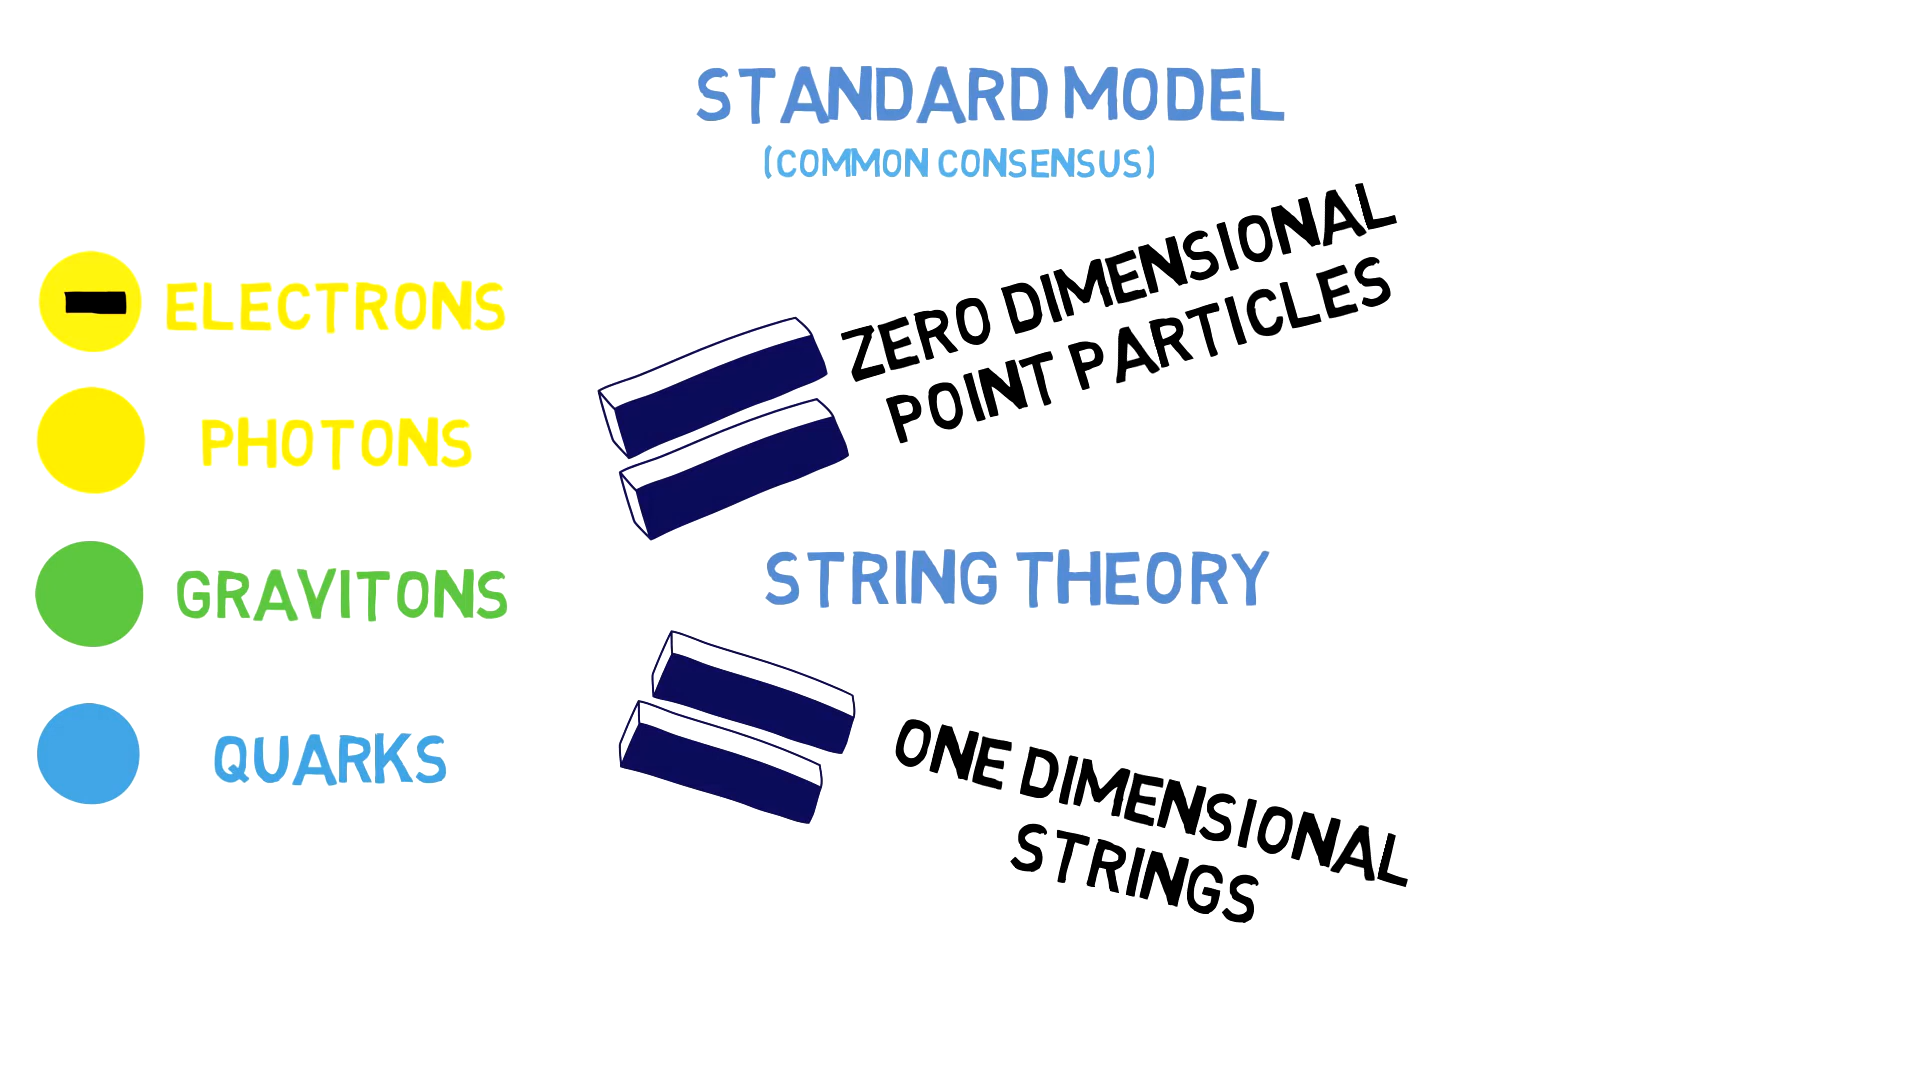 STANDARD MODEL
(COMMON CONSENSUS)
ELECTRONS
PHOTONS
GRAVITONS
QUARKS
ZERO DIMENSIONAL
POINT PARTICLES
STRING THEORY
ONE DIMENSIONAL
STRINGS